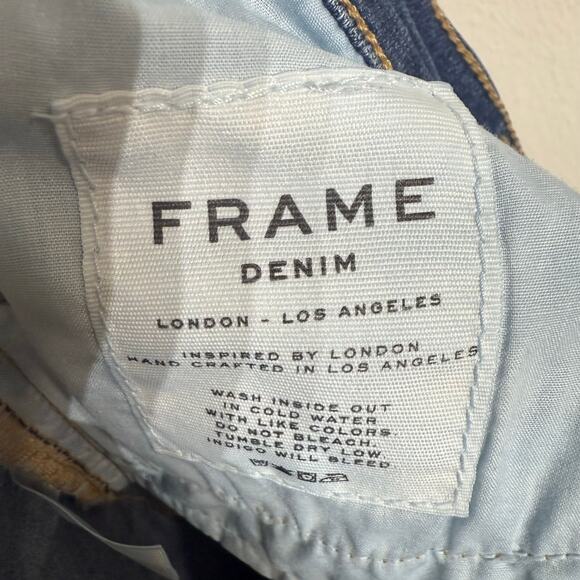 FRAME
DENIM
LONDON - LOS ANGELES
INSPIRED BY LONDON
HAND CRAFTED IN LOS ANGELES
WASH INSIDE OUT
IN COLD WATER
WITH LIKE COLORS
DO NOT BLEACH.
TUMBLE DRY LOW.
INDIGO WILL BLEED